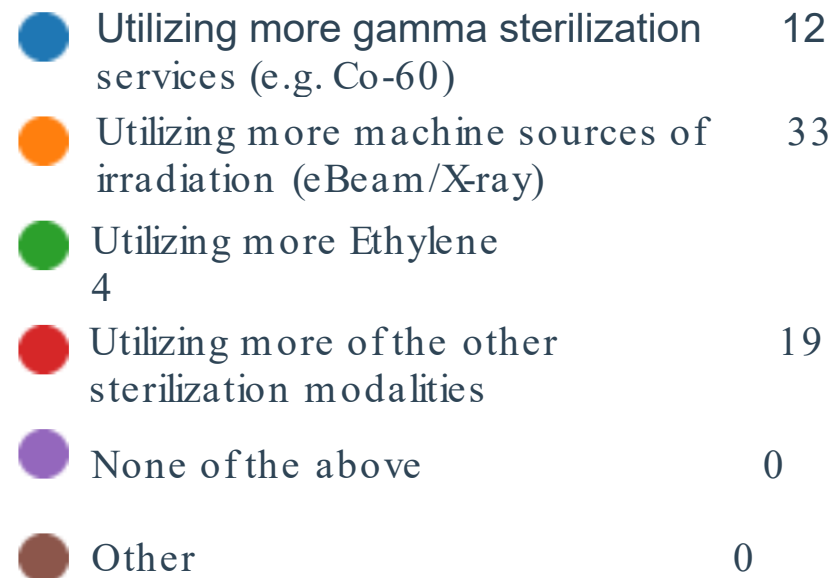 Utilizing more gamma sterilization 12
services (e.g. Co-60)
Utilizing more machine sources of 33
irradiation (eBeam/X-ray)
Utilizing more Ethylene
4
Utilizing more of the other 19
sterilization modalities
None of the above 0
Other 0